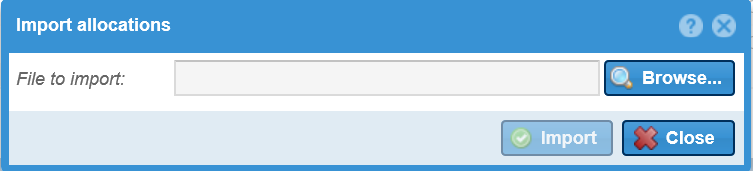 Import allocations
File to import: Browse...
Import Close